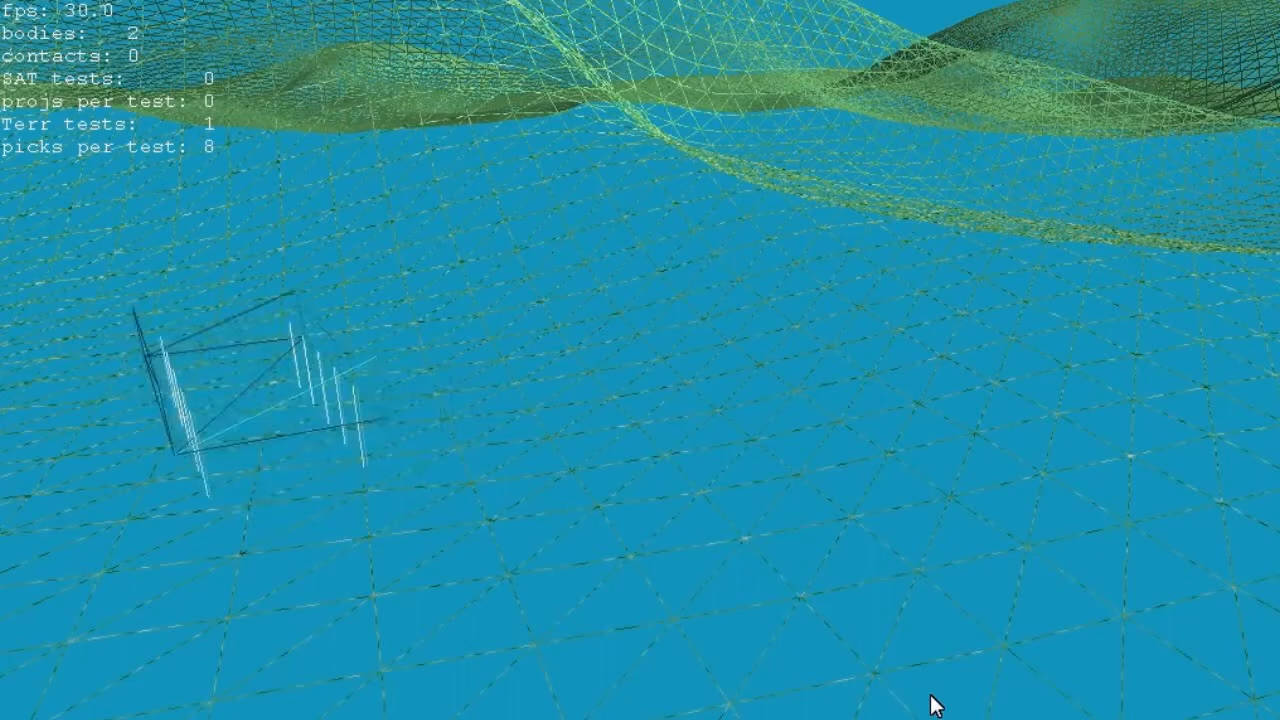 fps: 30.0
bodies: 2
contacts: 0
SAT tests: 0
projs per test: 0
Terr tests: 1
picks per test: 8